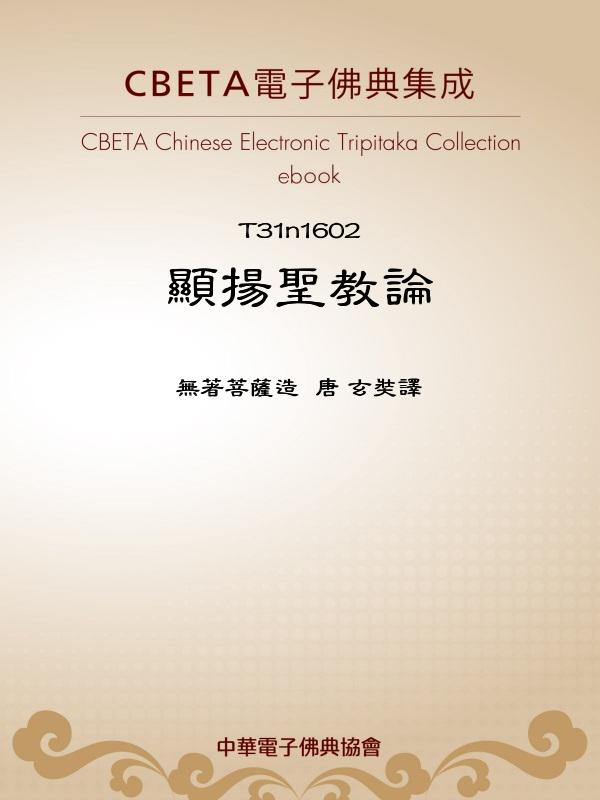 CBETA電子佛典集成
CBETA Chinese Electronic Tripitaka Collection
ebook
T31n1602
顯揚聖教論
無著菩薩造 唐 玄奘譯
中華電子佛典協會